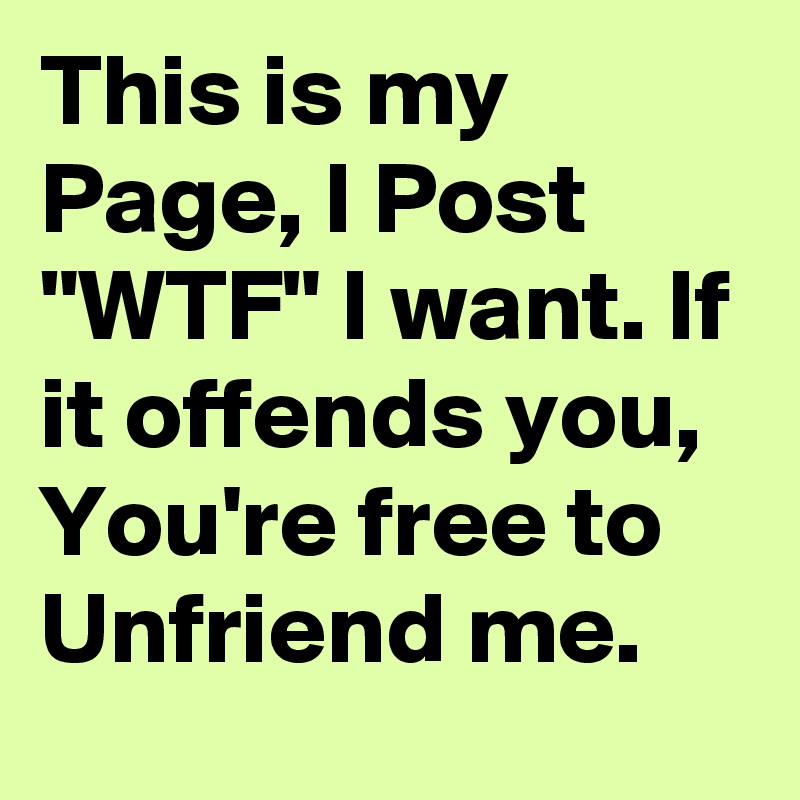 This is my
Page, I Post
"WTF" I want. If
it offends you,
You're free to
Unfriend me.